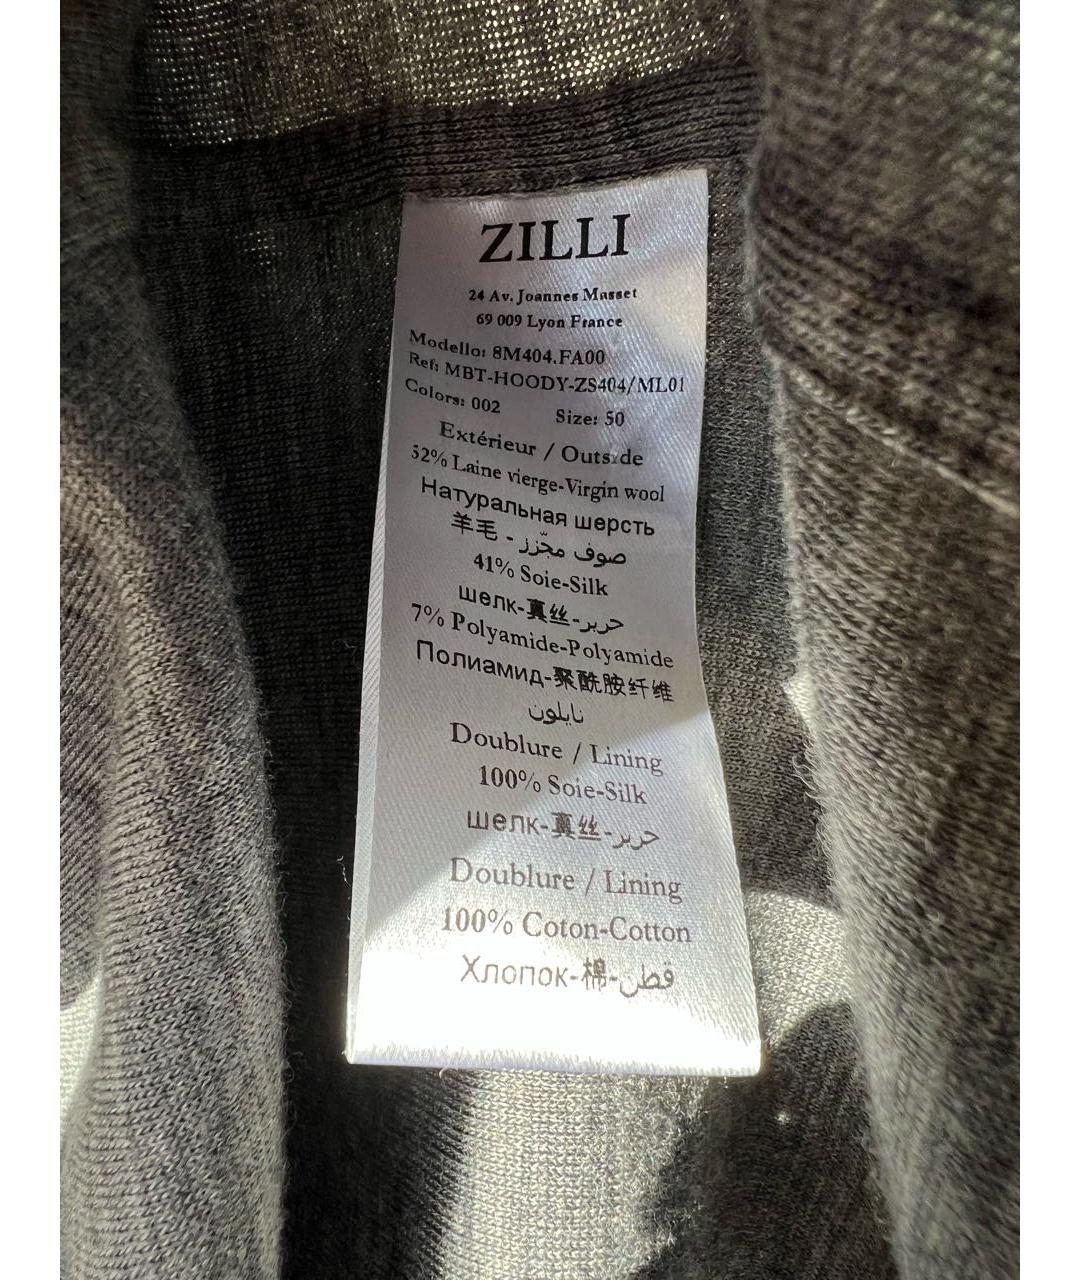 ZILLI
24 Av. Joannes Masset
69 009 Lyon France
Modello: 8M404.FA00
Ref: MBT-HOODY-ZS404/ML01
Colors: 002 Size: 50
Extérieur / Outside
52% Laine vierge-Virgin wool
Натуральная шерсть
羊毛 - صوف مجّزز
41% Soie-Silk
шелк-真丝-حرير
7% Polyamide-Polyamide
Полиамид-聚酰胺纤维
نايلون
Doublure / Lining
100% Soie-Silk
шелк-真丝-حرير
Doublure / Lining
100% Coton-Cotton
Хлопок-棉-قطن